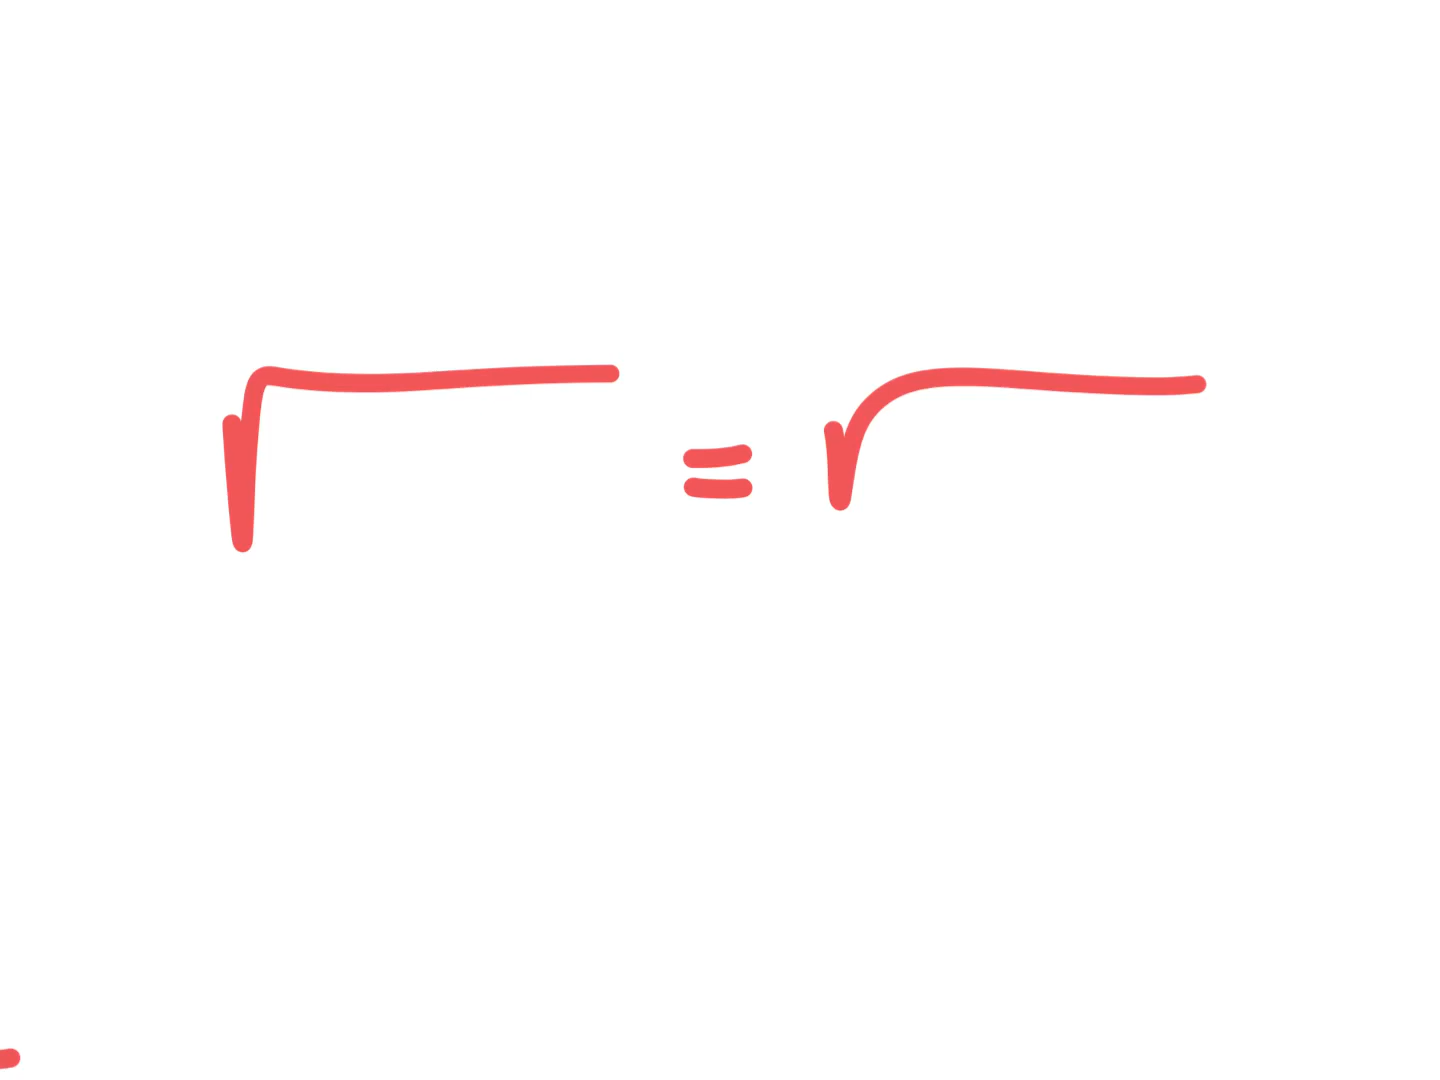 √ = √